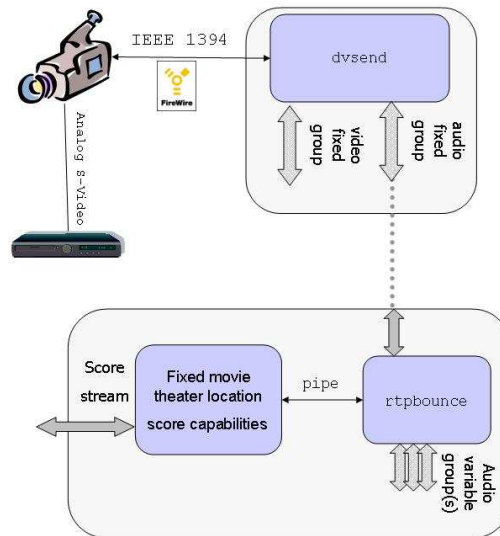 IEEE 1394
FireWire
dvsend
Analog S-Video
video fixed
group
audio fixed
group
Score
stream
Fixed movie
theater location
score capabilities
pipe
rtpbounce
Audio
variable
group(s)